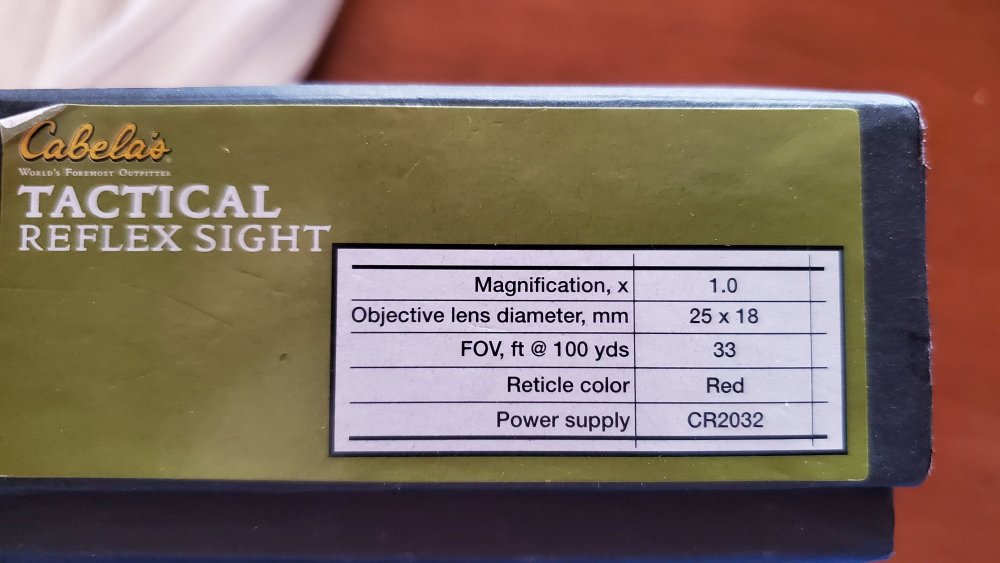 Cabela's
WORLD'S FOREMOST OUTFITTER
TACTICAL
REFLEX SIGHT
Magnification, x 1.0
Objective lens diameter, mm 25 x 18
FOV, ft @ 100 yds 33
Reticle color Red
Power supply CR2032